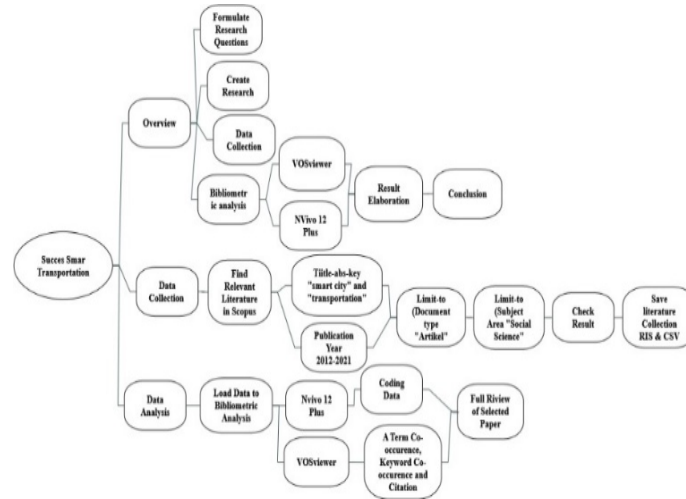 Formulate
Research
Questions
Create
Research
Overview
Data
Collection
VOSviewer
Bibliometr
ic analysis
NVivo 12
Plus
Result
Elaboration
Conclusion
Succes Smar
Transportation
Data
Collection
Find
Relevant
Literature
in Scopus
Tiitle-abs-key
"smart city" and
"transportation"
Publication
Year
2012-2021
Limit-to
(Document
type
"Artikel"
Limit-to
(Subject
Area "Social
Science"
Check
Result
Save
literature
Collection
RIS & CSV
Data
Analysis
Load Data to
Bibliometric
Analysis
Nvivo 12
Plus
Coding
Data
VOSviewer
A Term Co-
occurence,
Keyword Co-
occurence and
Citation
Full Riview
of Selected
Paper